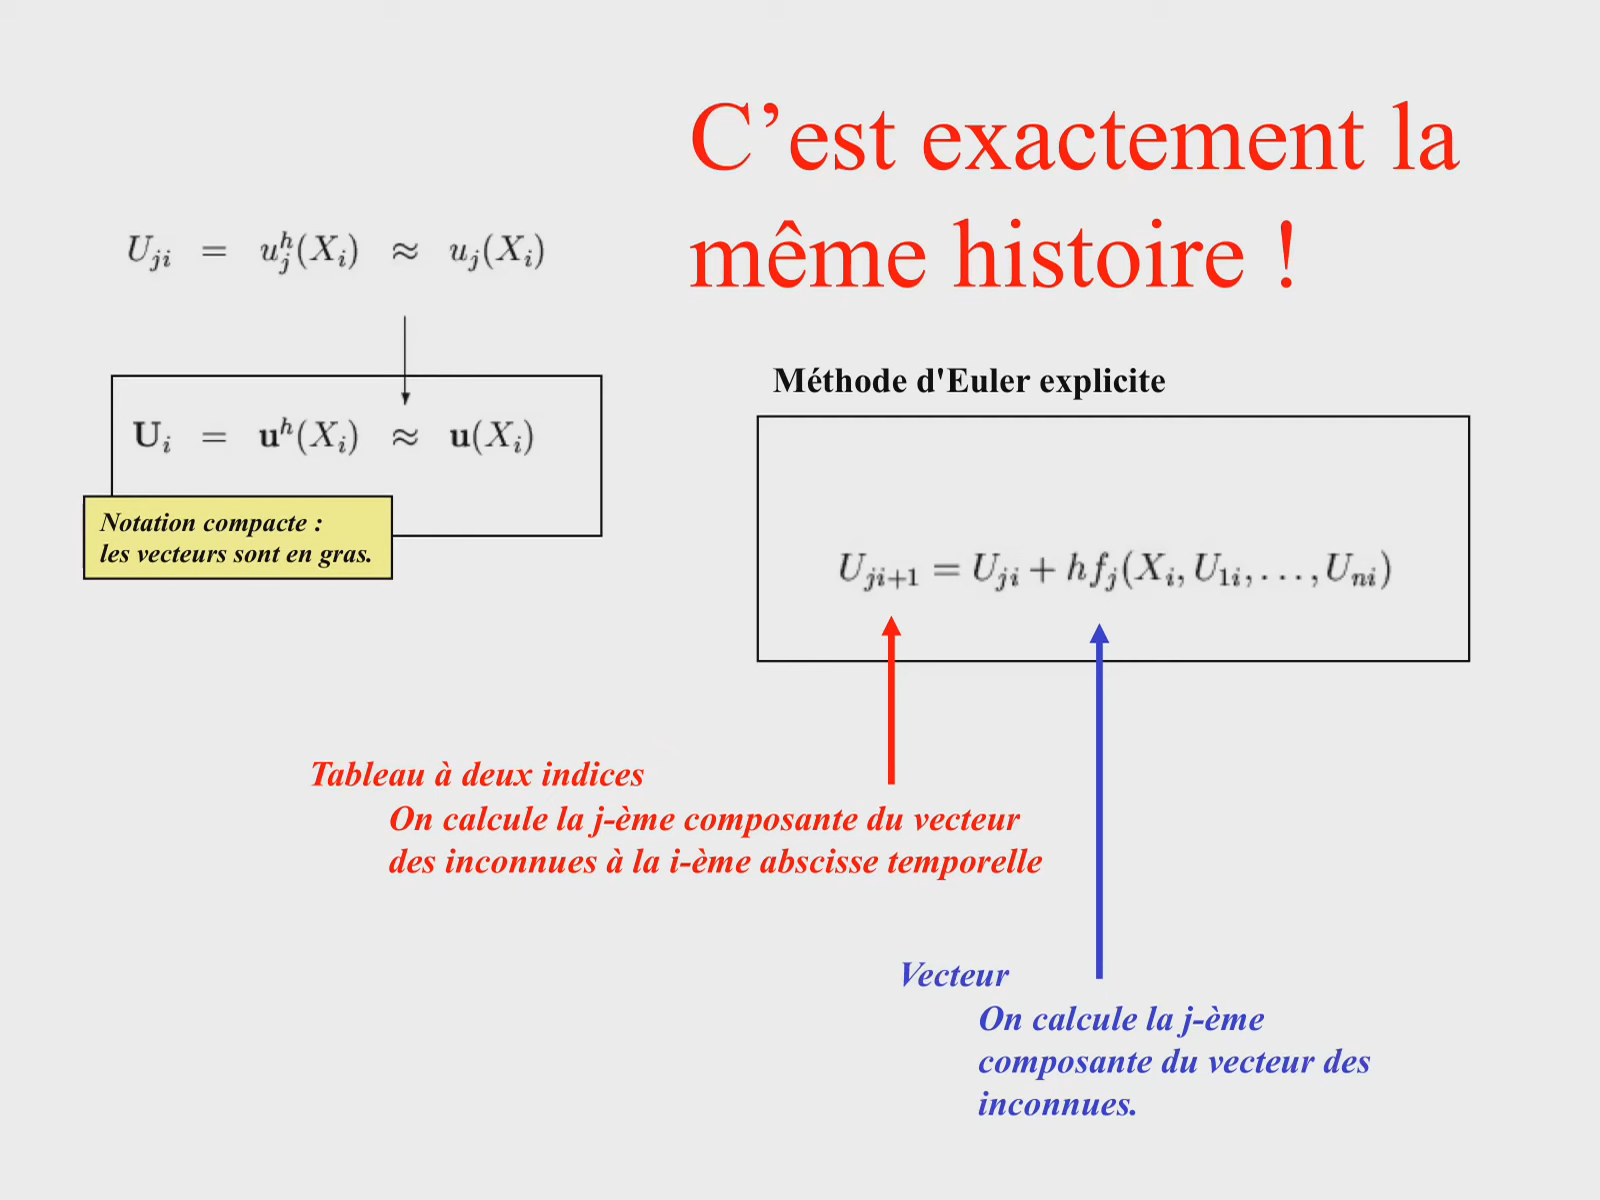 C’est exactement la
même histoire !
U_{ji} = u_j^h(X_i) ≈ u_j(X_i)
𝐔_i = 𝐮^h(X_i) ≈ 𝐮(X_i)
Notation compacte :
les vecteurs sont en gras.
Méthode d'Euler explicite
U_{ji+1} = U_{ji} + h f_j(X_i, U_{1i}, . . . , U_{ni})
Tableau à deux indices
On calcule la j-ème composante du vecteur
des inconnues à la i-ème abscisse temporelle
Vecteur
On calcule la j-ème
composante du vecteur des
inconnues.